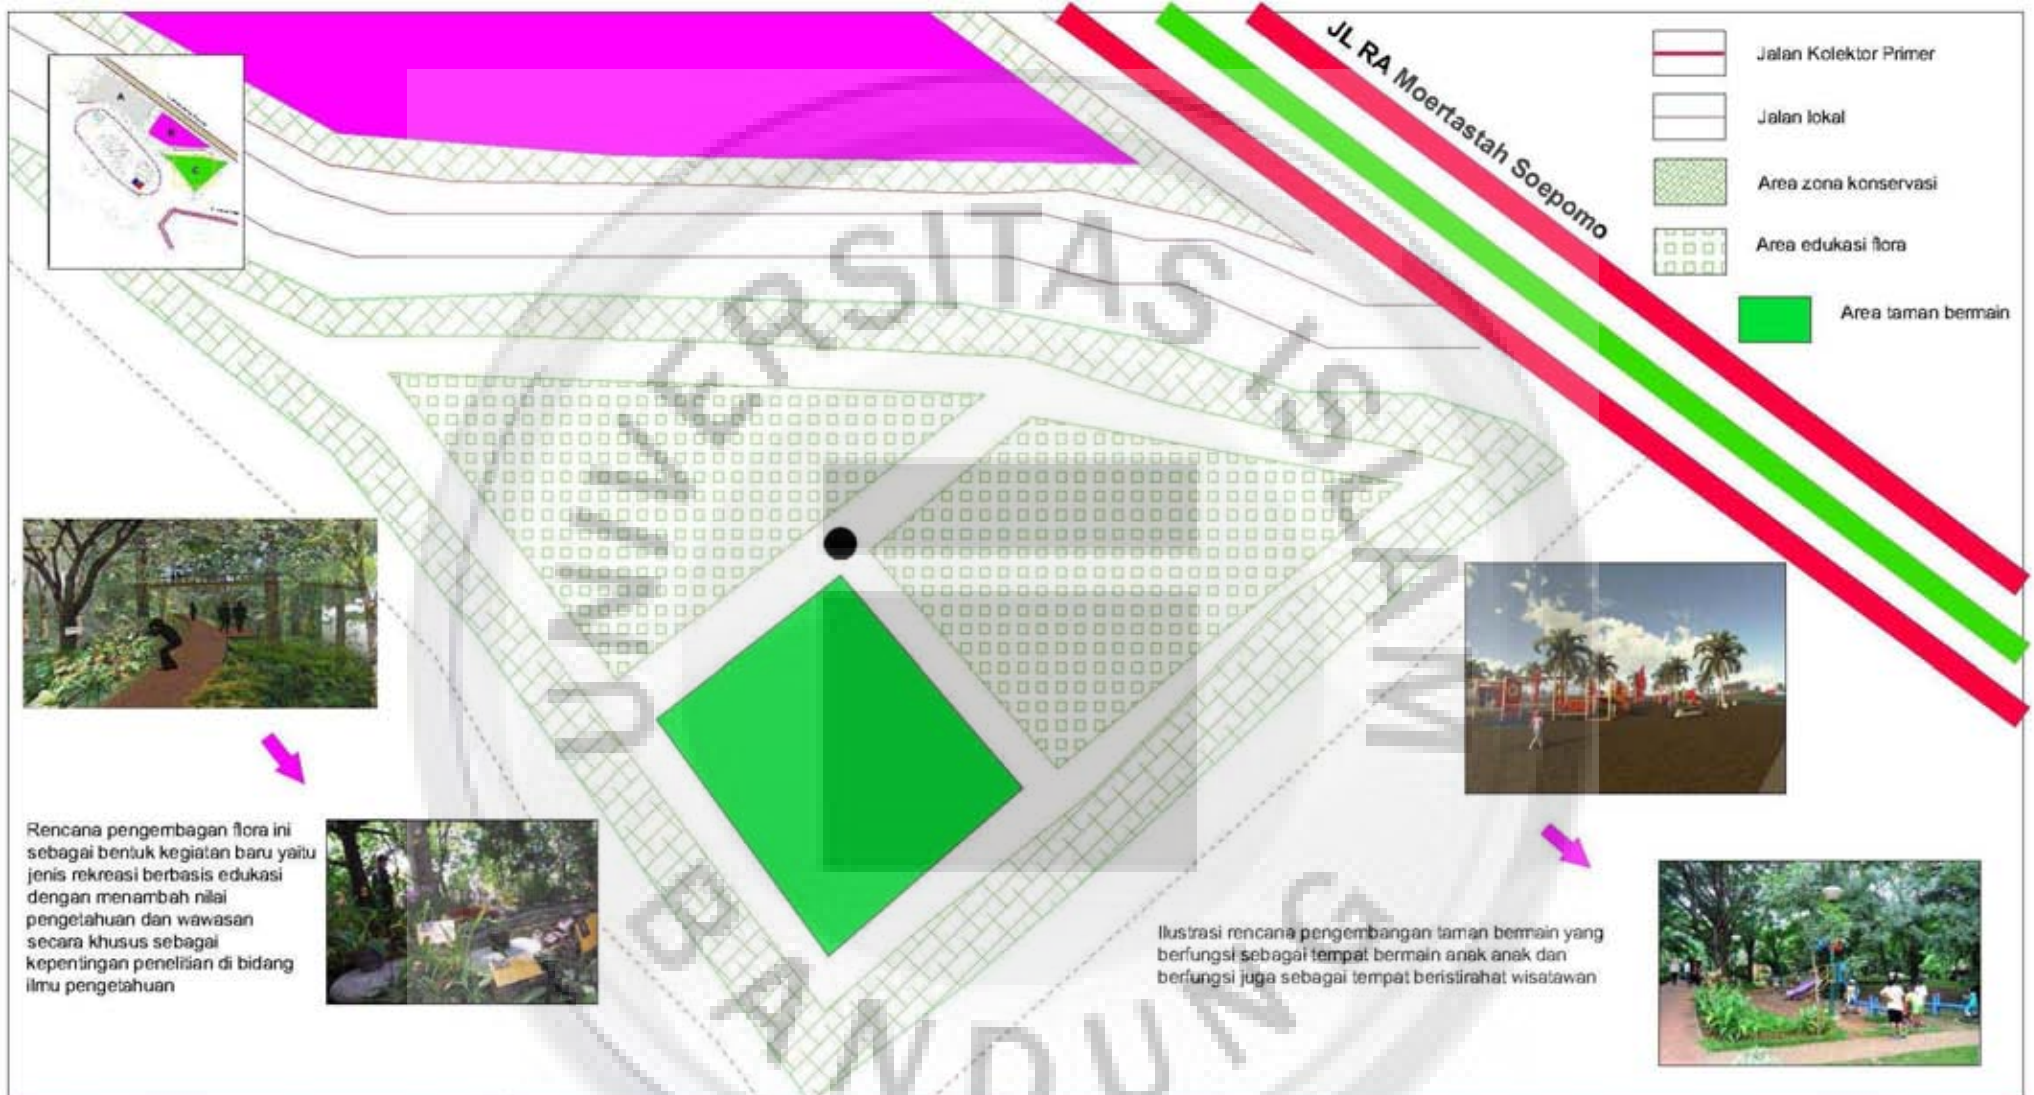 JL RA Moertastah Soepomo
Jalan Kolektor Primer
Jalan lokal
Area zona konservasi
Area edukasi flora
Area taman bermain
A
C
Rencana pengembagan flora ini
sebagai bentuk kegiatan baru yaitu
jenis rekreasi berbasis edukasi
dengan menambah nilai
pengetahuan dan wawasan
secara khusus sebagai
kepentingan penelitian di bidang
ilmu pengetahuan
Ilustrasi rencana pengembangan taman bermain yang
berfungsi sebagai tempat bermain anak anak dan
berfungsi juga sebagai tempat beristirahat wisatawan
UNIVERSITAS ISLAM
BANDUNG